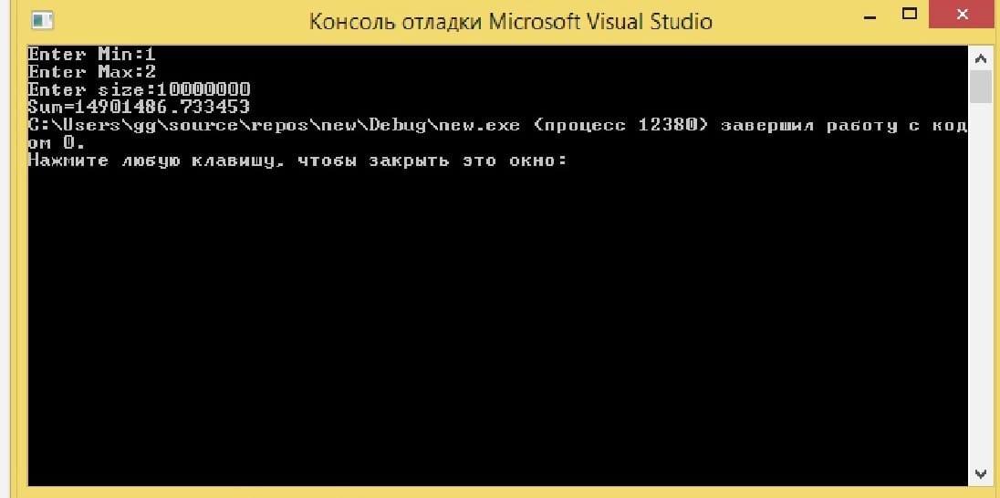 Консоль отладки Microsoft Visual Studio
Enter Min:1
Enter Max:2
Enter size:10000000
Sum=14901486.733453
C:\Users\gg\source\repos\new\Debug\new.exe (процесс 12380) завершил работу с код
ом 0.
Нажмите любую клавишу, чтобы закрыть это окно: